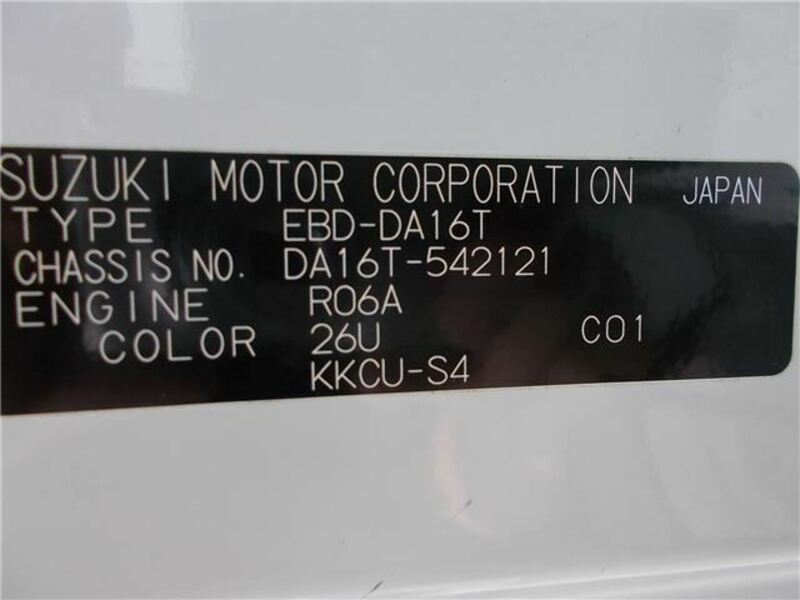 SUZUKI MOTOR CORPORATION JAPAN
TYPE EBD-DA16T
CHASSIS NO. DA16T-542121
ENGINE R06A
COLOR 26U C01
KKCU-S4